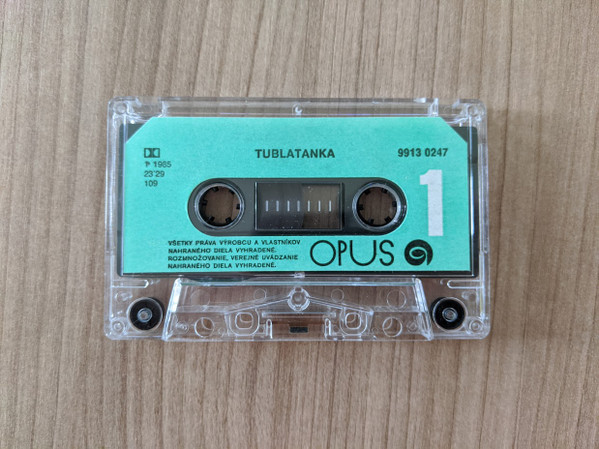 TUBLATANKA
9913 0247
℗ 1985
23'29
109
1
VŠETKY PRÁVA VÝROBCU A VLASTNÍKOV
NAHRANÉHO DIELA VYHRADENÉ.
ROZMNOŽOVANIE, VEREJNÉ UVÁDZANIE
NAHRANÉHO DIELA VYHRADENÉ.
OPUS